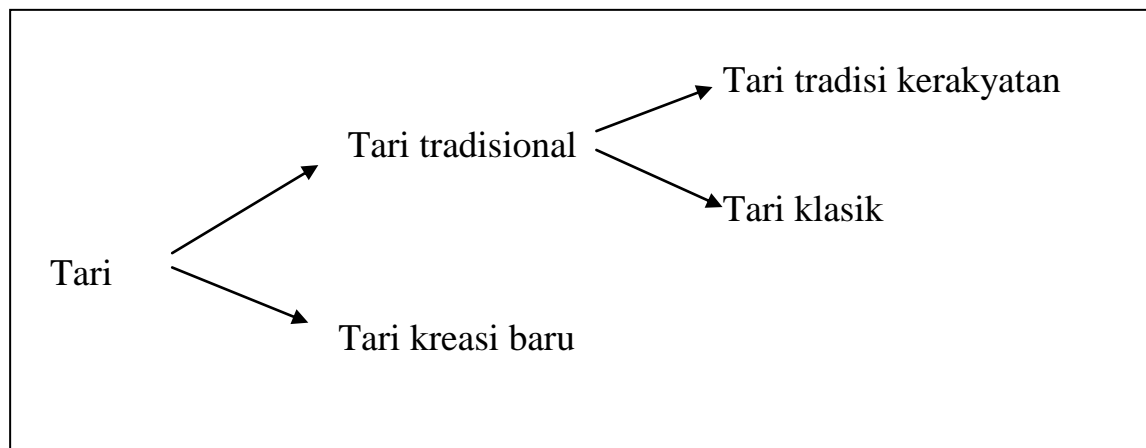 Tari tradisi kerakyatan
Tari tradisional
Tari klasik
Tari
Tari kreasi baru